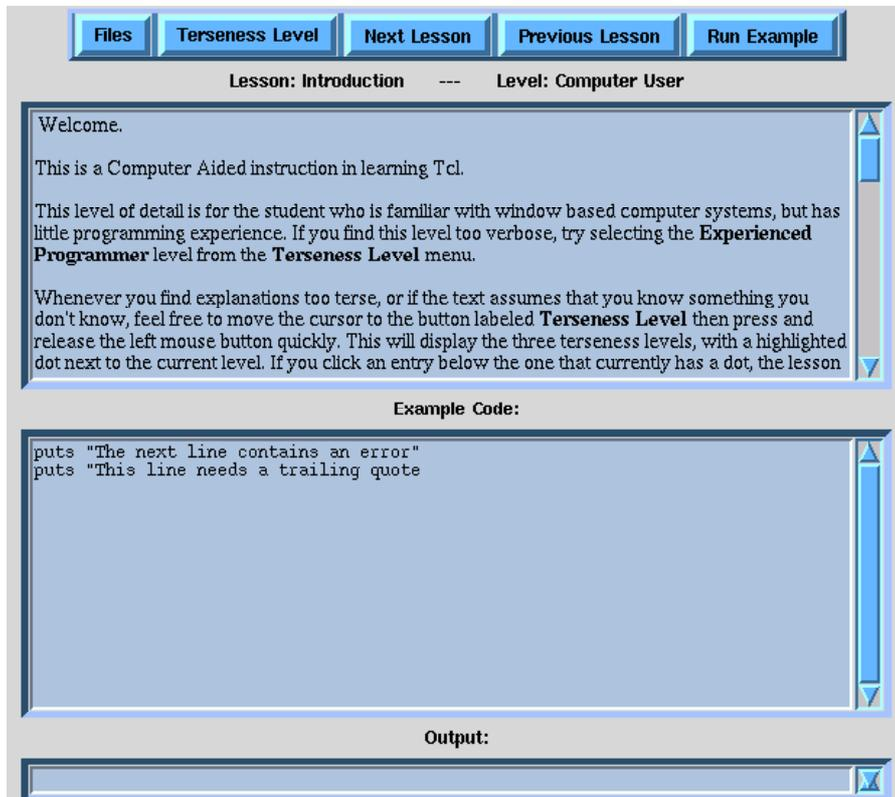 Files Terseness Level Next Lesson Previous Lesson Run Example
Lesson: Introduction --- Level: Computer User
Welcome.
This is a Computer Aided instruction in learning Tcl.
This level of detail is for the student who is familiar with window based computer systems, but has
little programming experience. If you find this level too verbose, try selecting the Experienced
Programmer level from the Terseness Level menu.
Whenever you find explanations too terse, or if the text assumes that you know something you
don't know, feel free to move the cursor to the button labeled Terseness Level then press and
release the left mouse button quickly. This will display the three terseness levels, with a highlighted
dot next to the current level. If you click an entry below the one that currently has a dot, the lesson
Example Code:
puts "The next line contains an error"
puts "This line needs a trailing quote
Output: